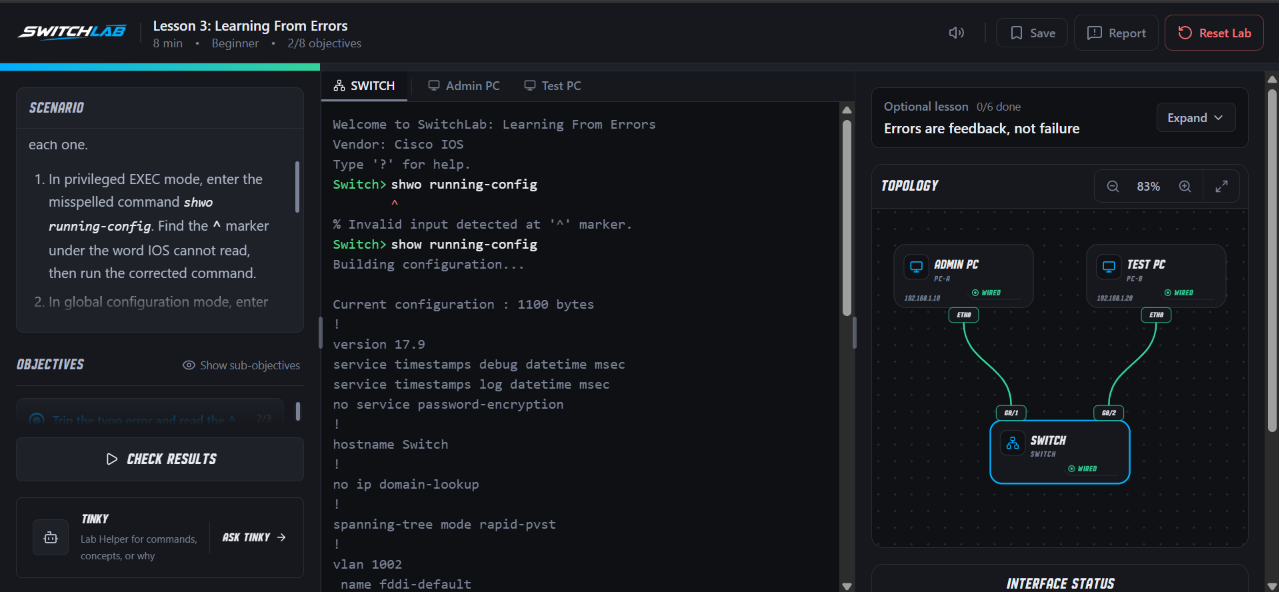 SWITCHLAB
Lesson 3: Learning From Errors
8 min • Beginner • 2/8 objectives
Save
Report
Reset Lab
SCENARIO
each one.
1. In privileged EXEC mode, enter the
misspelled command shwo
running-config. Find the ^ marker
under the word IOS cannot read,
then run the corrected command.
2. In global configuration mode, enter
OBJECTIVES
Show sub-objectives
Trip the typo error and read the ^ 2/3
CHECK RESULTS
TINKY
Lab Helper for commands,
concepts, or why
ASK TINKY →
SWITCH
Admin PC
Test PC
Welcome to SwitchLab: Learning From Errors
Vendor: Cisco IOS
Type '?' for help.
Switch> shwo running-config
^
% Invalid input detected at '^' marker.
Switch> show running-config
Building configuration...
Current configuration : 1100 bytes
!
version 17.9
service timestamps debug datetime msec
service timestamps log datetime msec
no service password-encryption
!
hostname Switch
!
no ip domain-lookup
!
spanning-tree mode rapid-pvst
!
vlan 1002
name fddi-default
Optional lesson 0/6 done
Errors are feedback, not failure
Expand
TOPOLOGY
83%
ADMIN PC
PC-A
WIRED
192.168.1.10
ETH0
TEST PC
PC-B
WIRED
192.168.1.20
ETH0
G0/1
G0/2
SWITCH
SWITCH
WIRED
INTERFACE STATUS